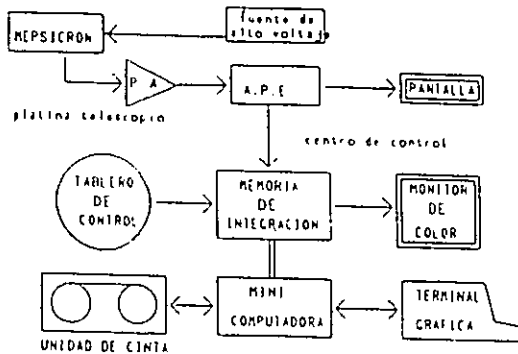 MEPSICRON
fuente de
alto voltaje
P A
A.P.E
PANTALLA
platina telescopio
centro de control
TABLERO
DE
CONTROL
MEMORIA
DE
INTEGRACION
MONITOR
DE
COLOR
MINI
COMPUTADORA
TERMINAL
GRAFICA
UNIDAD DE CINTA